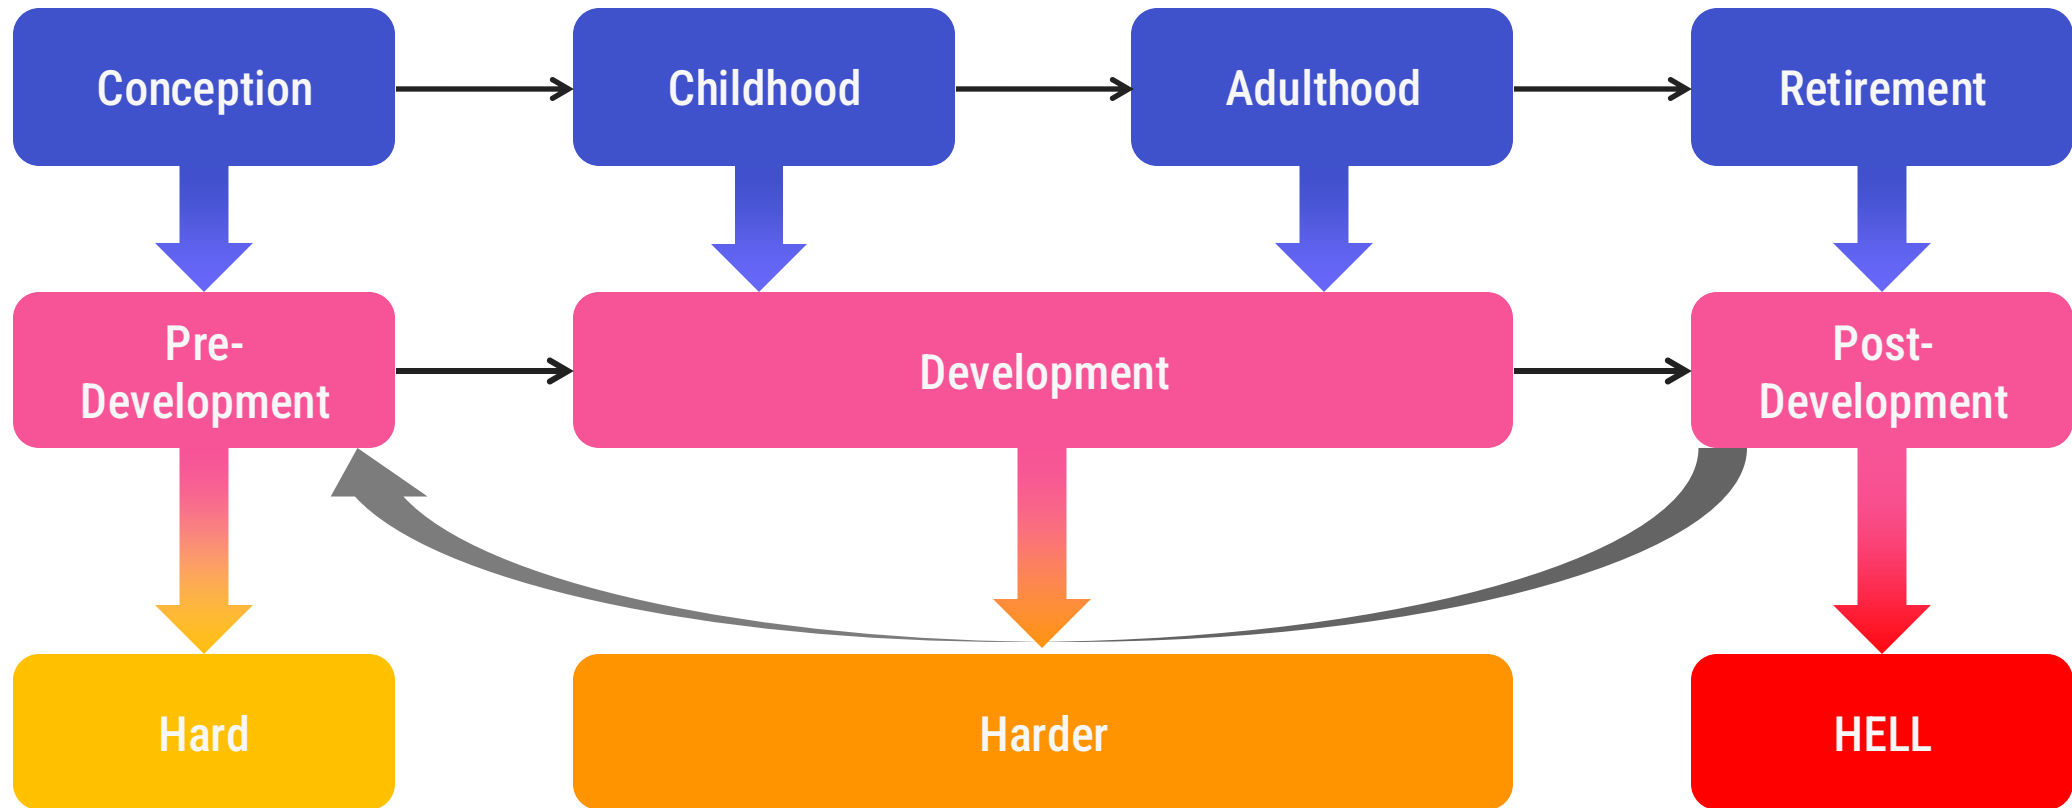 Conception
Childhood
Adulthood
Retirement
Pre-
Development
Development
Post-
Development
Hard
Harder
HELL